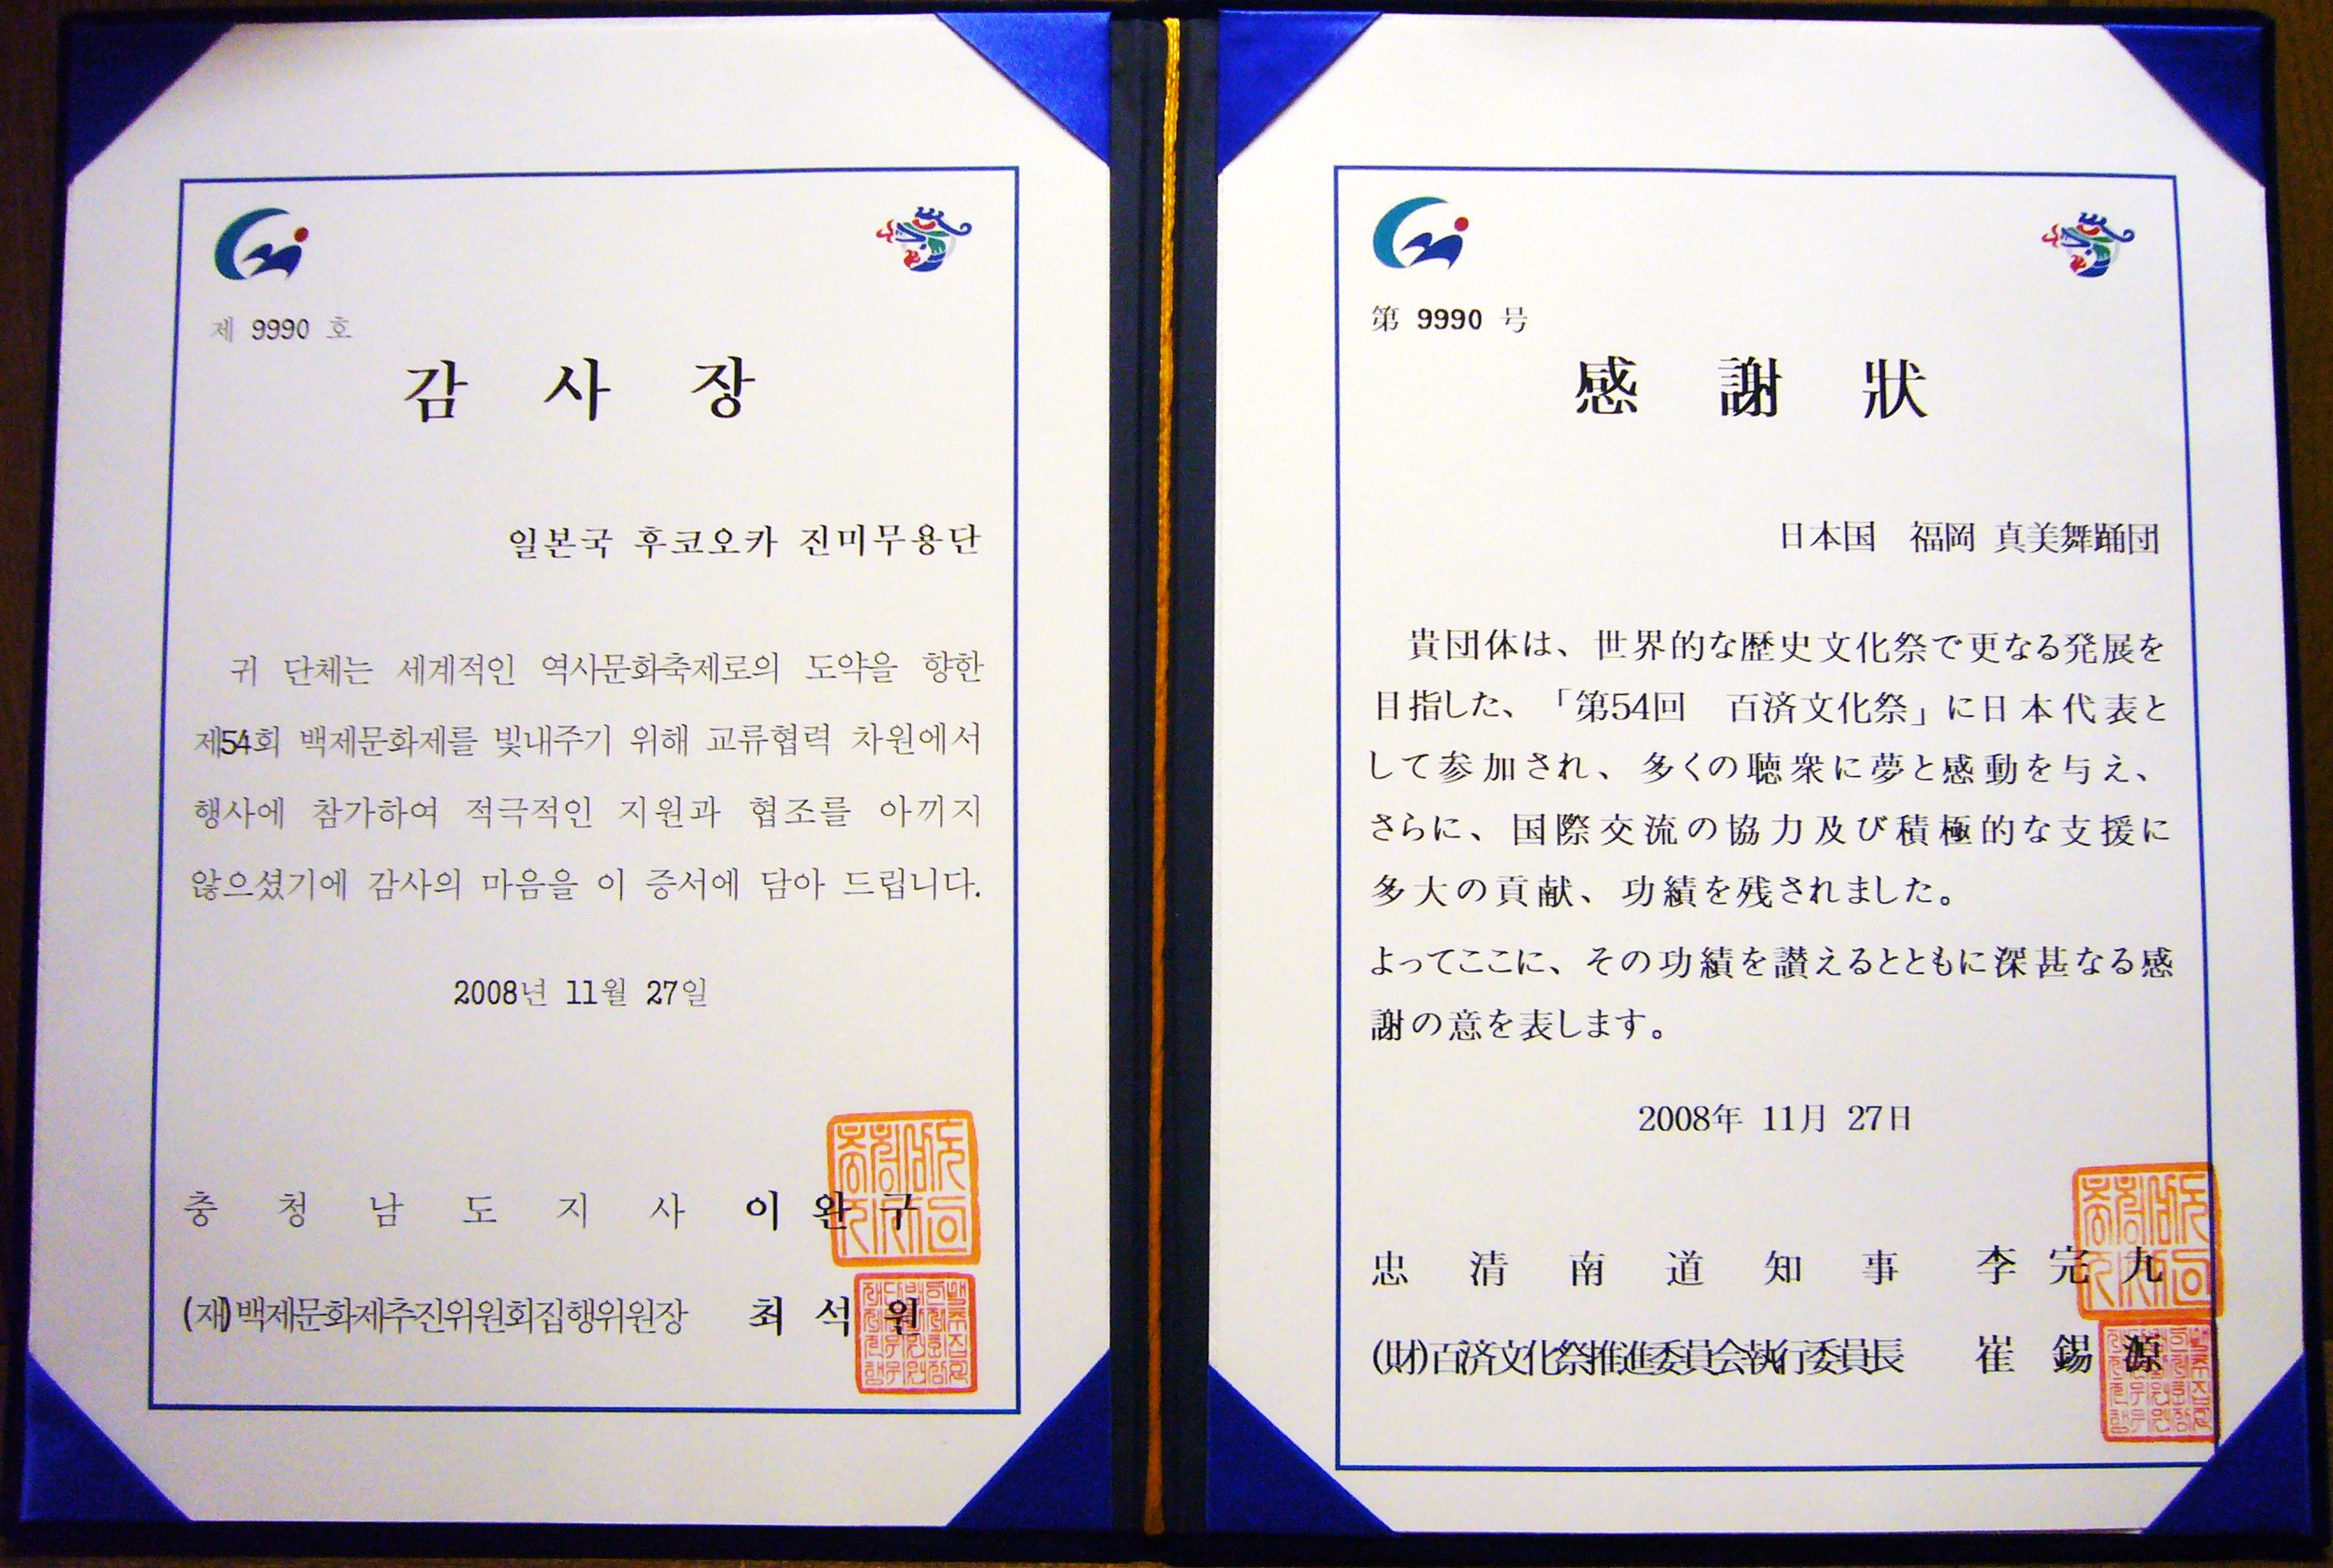 제 9990 호
감 사 장
일본국 후코오카 진미무용단
귀 단체는 세계적인 역사문화축제로의 도약을 향한
제54회 백제문화제를 빛내주기 위해 교류협력 차원에서
행사에 참가하여 적극적인 지원과 협조를 아끼지
않으셨기에 감사의 마음을 이 증서에 담아 드립니다.
2008년 11월 27일
충 청 남 도 지 사 이 완 구
(재)백제문화제추진위원회집행위원장 최 석 원
第 9990 号
感 謝 狀
日本国 福岡 真美舞踊団
貴団体は、世界的な歴史文化祭で更なる発展を
目指した、「第54回 百済文化祭」に日本代表と
して参加され、多くの聴衆に夢と感動を与え、
さらに、国際交流の協力及び積極的な支援に
多大の貢献、功績を残されました。
よってここに、その功績を讃えるとともに深甚なる感
謝の意を表します。
2008年 11月 27日
忠 清 南 道 知 事 李 完 九
(財)百済文化祭推進委員会執行委員長 崔 錫 源